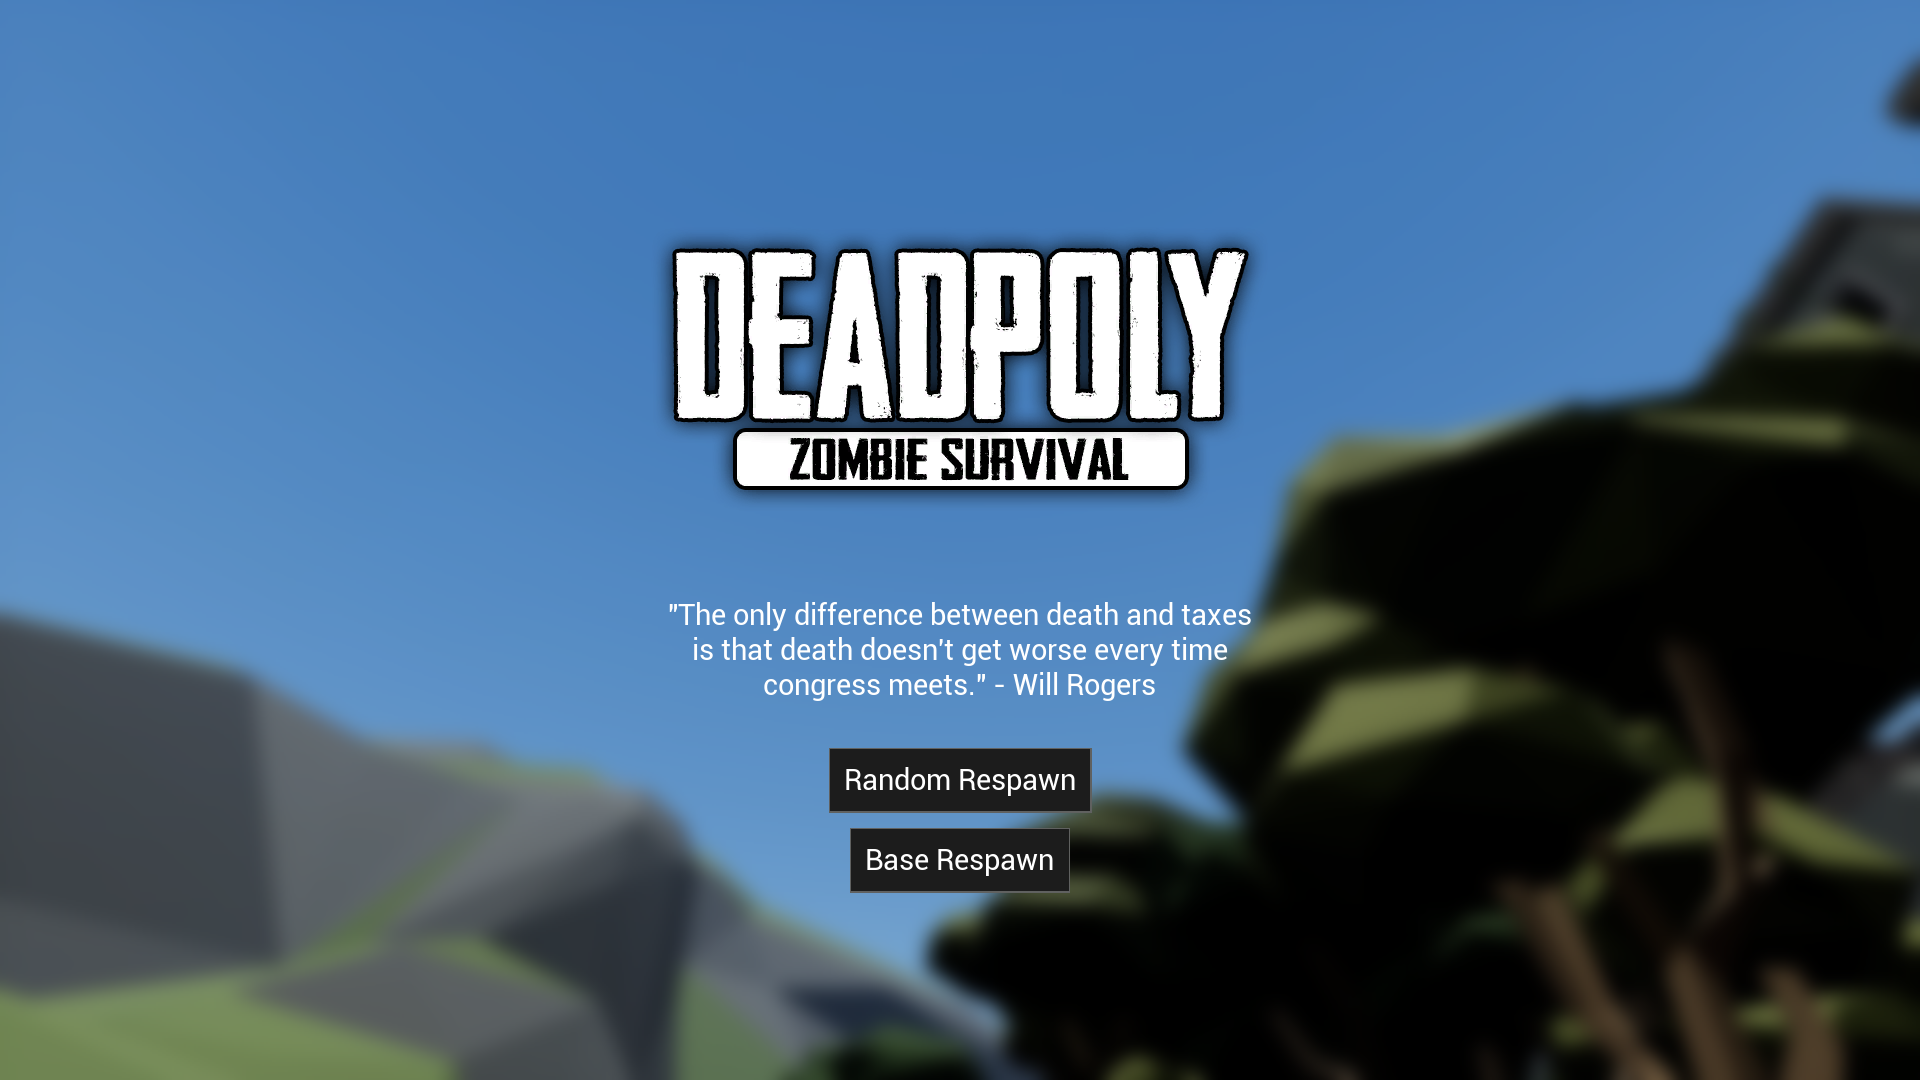 DEADPOLY
ZOMBIE SURVIVAL
"The only difference between death and taxes
is that death doesn't get worse every time
congress meets." - Will Rogers
Random Respawn
Base Respawn